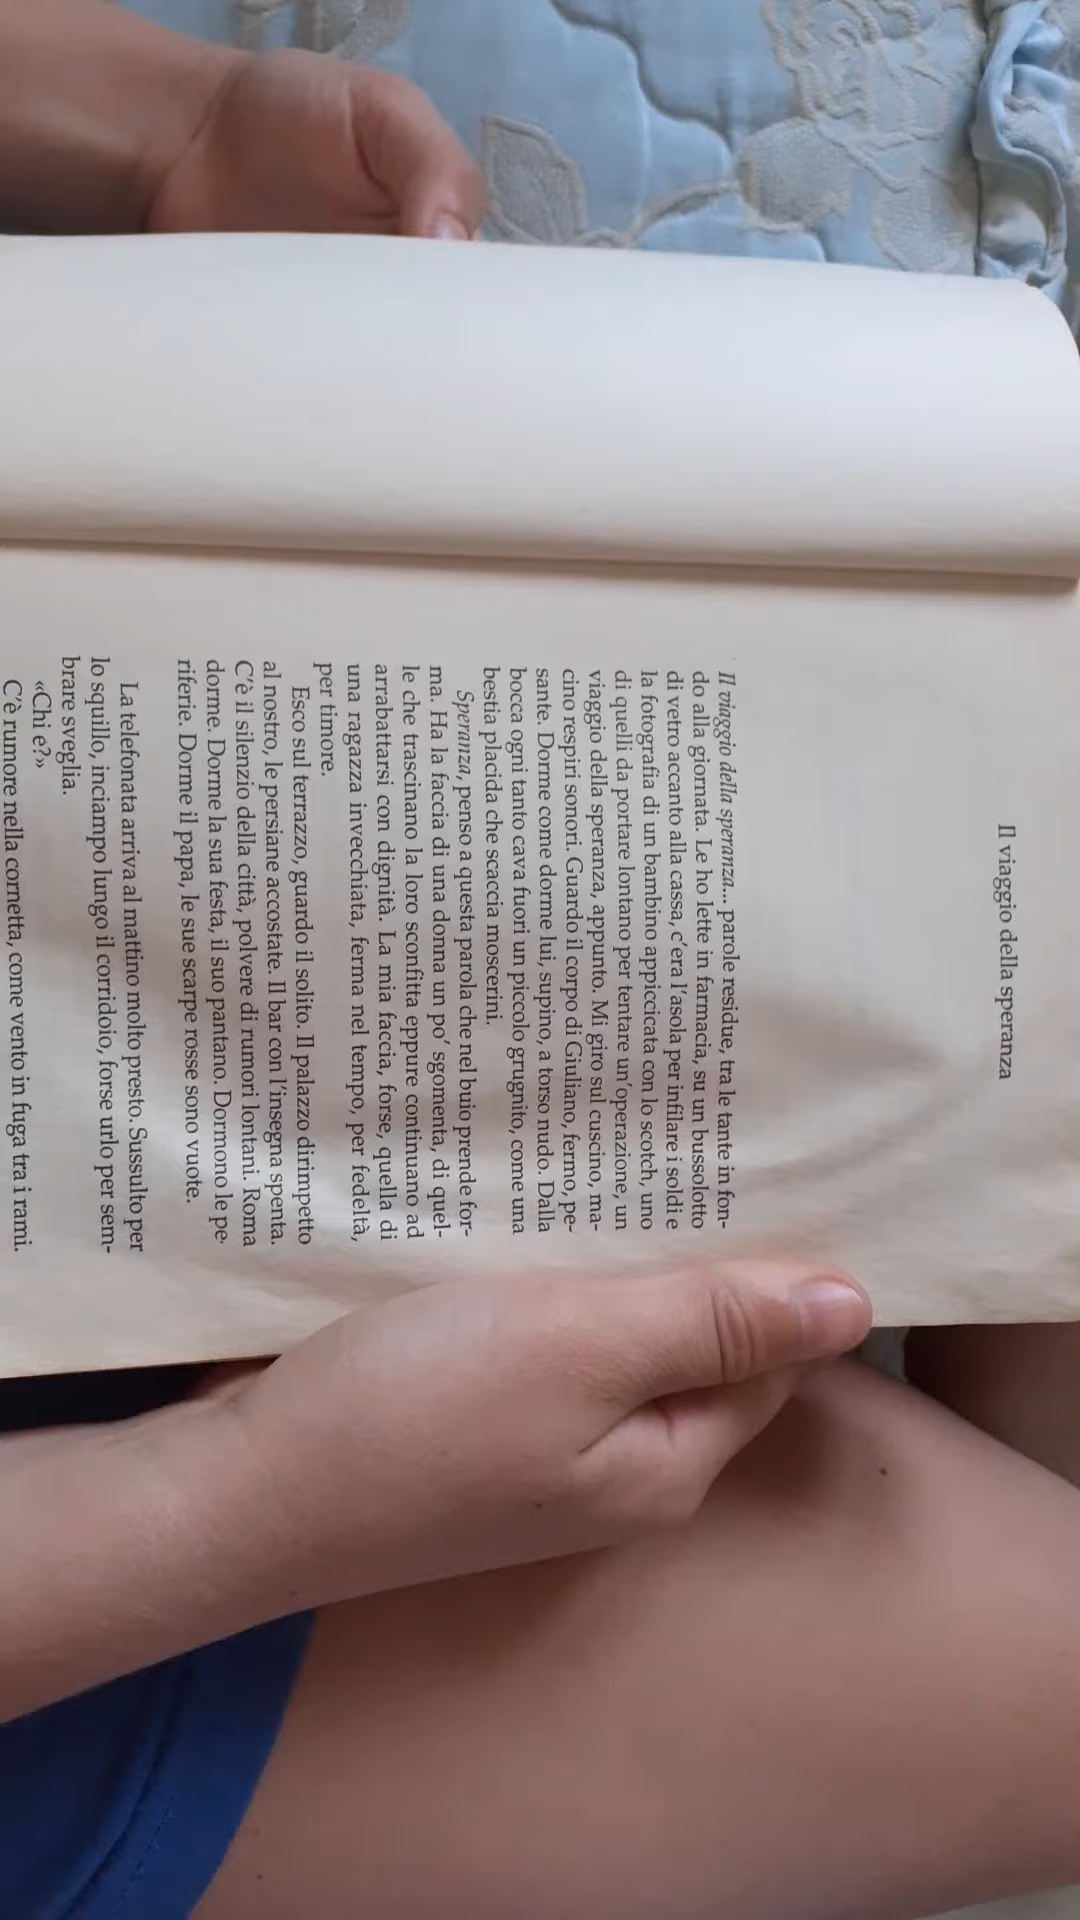 Il viaggio della speranza
Il viaggio della speranza... parole residue, tra le tante in fon-
do alla giornata. Le ho lette in farmacia, su un bussolotto
di vetro accanto alla cassa, c'era l'asola per infilare i soldi e
la fotografia di un bambino appiccicata con lo scotch, uno
di quelli da portare lontano per tentare un'operazione, un
viaggio della speranza, appunto. Mi giro sul cuscino, ma-
cino respiri sonori. Guardo il corpo di Giuliano, fermo, pe-
sante. Dorme come dorme lui, supino, a torso nudo. Dalla
bocca ogni tanto cava fuori un piccolo grugnito, come una
bestia placida che scaccia moscerini.
Speranza, penso a questa parola che nel buio prende for-
ma. Ha la faccia di una donna un po' sgomenta, di quel-
le che trascinano la loro sconfitta eppure continuano ad
arrabattarsi con dignità. La mia faccia, forse, quella di
una ragazza invecchiata, ferma nel tempo, per fedeltà,
per timore.
Esco sul terrazzo, guardo il solito. Il palazzo dirimpetto
al nostro, le persiane accostate. Il bar con l'insegna spenta.
C'è il silenzio della città, polvere di rumori lontani. Roma
dorme. Dorme la sua festa, il suo pantano. Dormono le pe-
riferie. Dorme il papa, le sue scarpe rosse sono vuote.
La telefonata arriva al mattino molto presto. Sussulto per
lo squillo, inciampo lungo il corridoio, forse urlo per sem-
brare sveglia.
«Chi è?»
C'è rumore nella cornetta, come vento in fuga tra i rami.